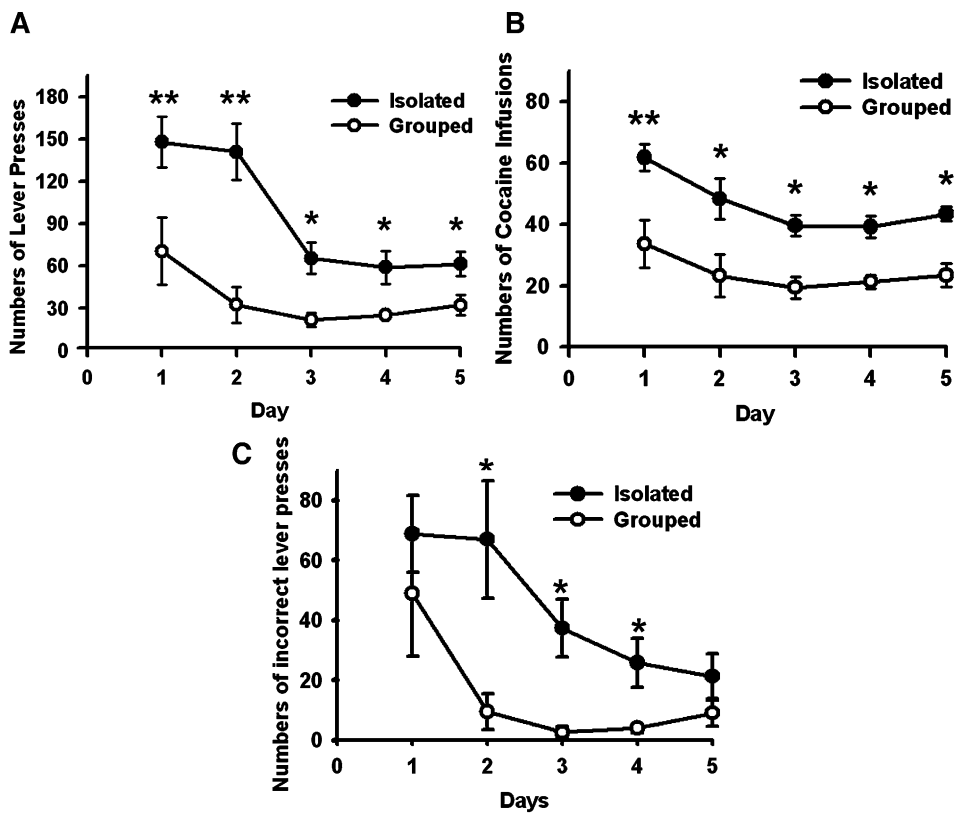 A
Numbers of Lever Presses
180
150
120
90
60
30
0
** ** * * *
Isolated
Grouped
0 1 2 3 4 5
Day
B
Numbers of Cocaine Infusions
80
60
40
20
0
** * * * *
Isolated
Grouped
0 1 2 3 4 5
Day
C
Numbers of incorrect lever presses
80
60
40
20
0
* * *
Isolated
Grouped
0 1 2 3 4 5
Days